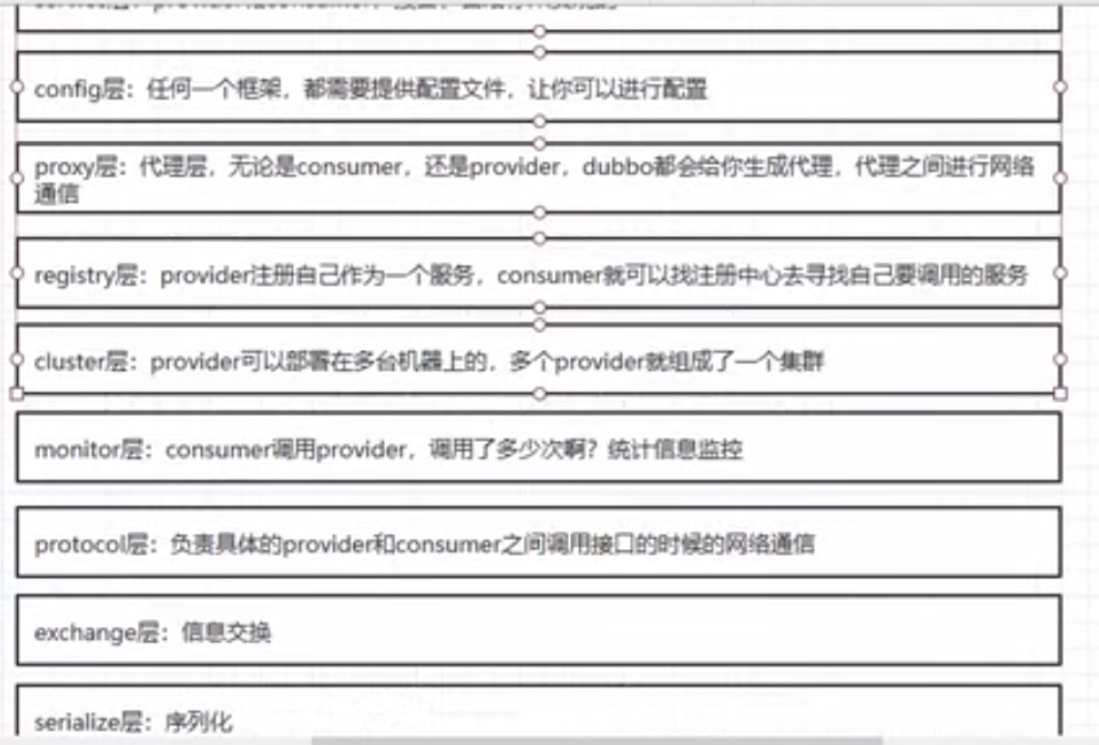 config层：任何一个框架，都需要提供配置文件，让你可以进行配置
proxy层：代理层，无论是consumer，还是provider，dubbo都会给你生成代理，代理之间进行网络
通信
registry层：provider注册自己作为一个服务，consumer就可以找注册中心去寻找自己要调用的服务
cluster层：provider可以部署在多台机器上的，多个provider就组成了一个集群
monitor层：consumer调用provider，调用了多少次啊？统计信息监控
protocol层：负责具体的provider和consumer之间调用接口的时候的网络通信
exchange层：信息交换
serialize层：序列化